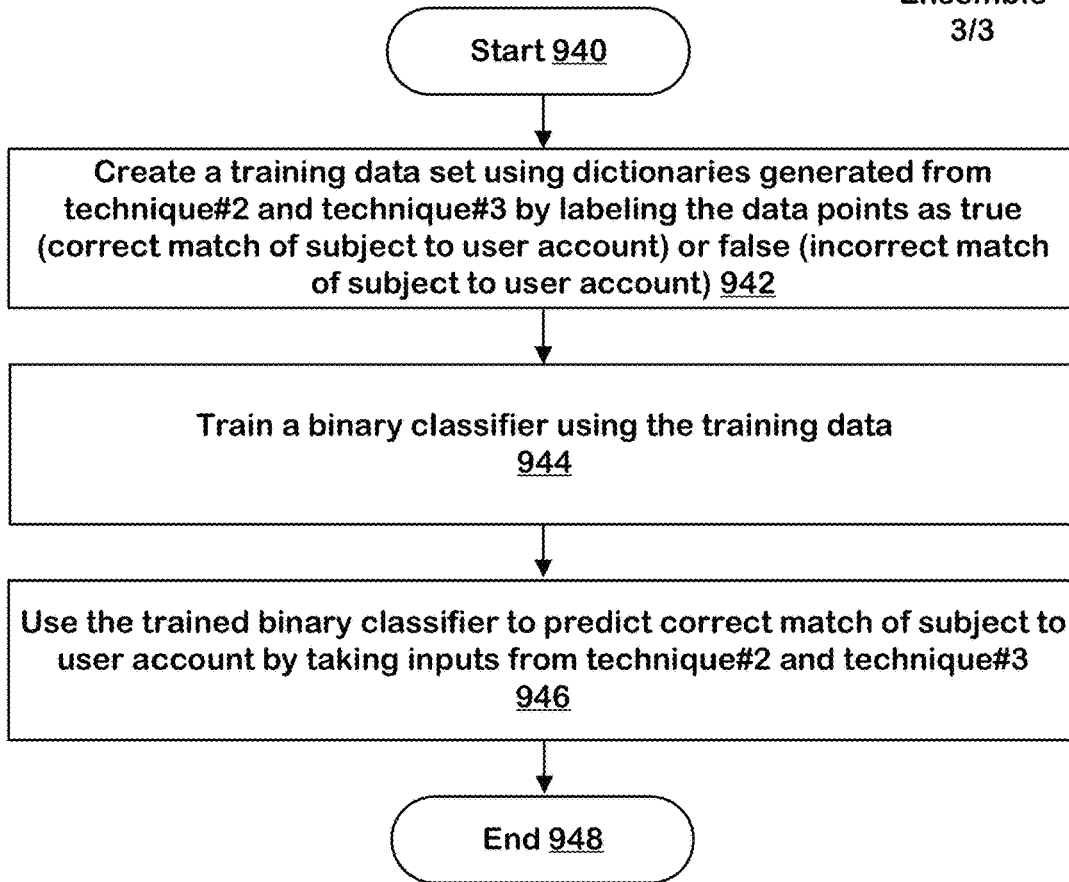 Ensemble
3/3
Start 940
Create a training data set using dictionaries generated from
technique#2 and technique#3 by labeling the data points as true
(correct match of subject to user account) or false (incorrect match
of subject to user account) 942
Train a binary classifier using the training data
944
Use the trained binary classifier to predict correct match of subject to
user account by taking inputs from technique#2 and technique#3
946
End 948